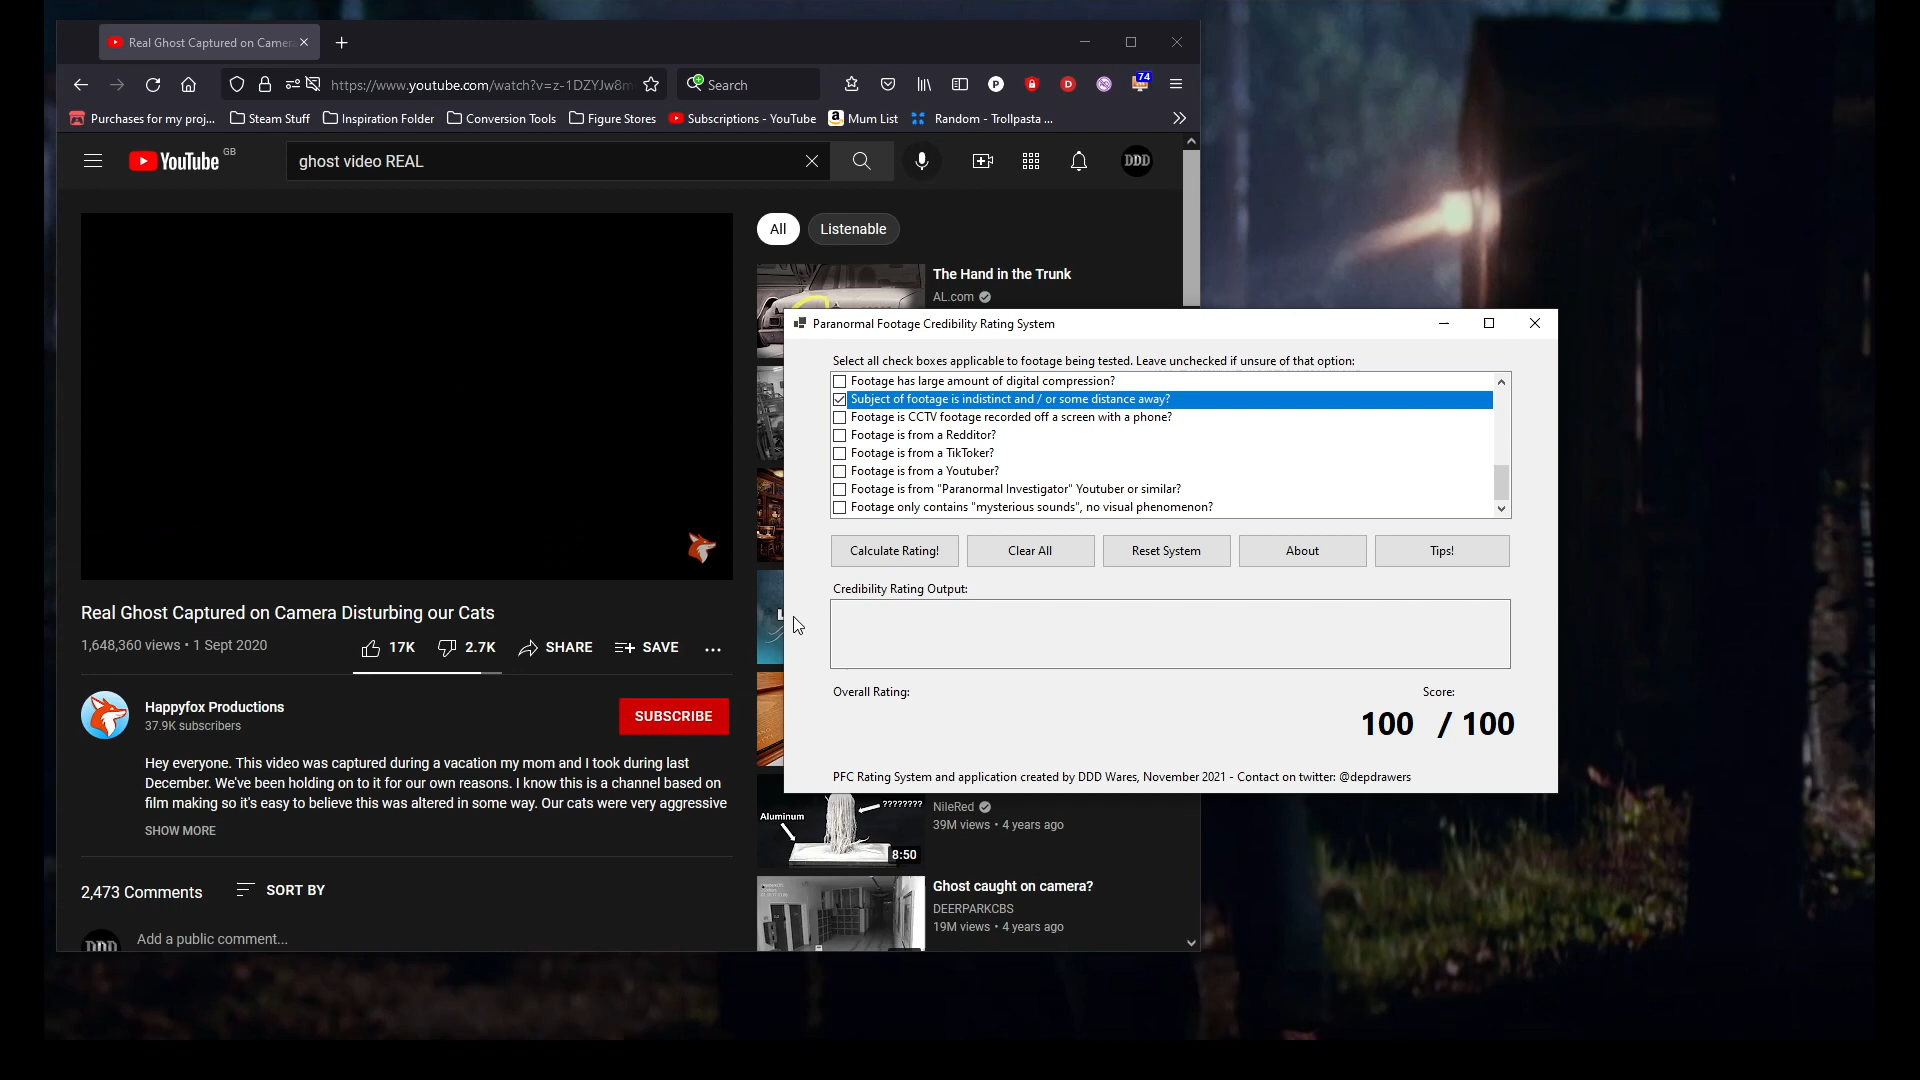 Real Ghost Captured on Camera
https://www.youtube.com/watch?v=z-1DZYJw8m
Search
74
Purchases for my proj...
Steam Stuff
Inspiration Folder
Conversion Tools
Figure Stores
Subscriptions - YouTube
Mum List
Random - Trollpasta ...
YouTube GB
ghost video REAL
DDD
All
Listenable
The Hand in the Trunk
AL.com
Real Ghost Captured on Camera Disturbing our Cats
1,648,360 views • 1 Sept 2020
17K
2.7K
SHARE
SAVE
Happyfox Productions
37.9K subscribers
SUBSCRIBE
Hey everyone. This video was captured during a vacation my mom and I took during last
December. We've been holding on to it for our own reasons. I know this is a channel based on
film making so it's easy to believe this was altered in some way. Our cats were very aggressive
SHOW MORE
2,473 Comments
SORT BY
DDD
Add a public comment...
Paranormal Footage Credibility Rating System
Select all check boxes applicable to footage being tested. Leave unchecked if unsure of that option:
Footage has large amount of digital compression?
Subject of footage is indistinct and / or some distance away?
Footage is CCTV footage recorded off a screen with a phone?
Footage is from a Redditor?
Footage is from a TikToker?
Footage is from a Youtuber?
Footage is from "Paranormal Investigator" Youtuber or similar?
Footage only contains "mysterious sounds", no visual phenomenon?
Calculate Rating!
Clear All
Reset System
About
Tips!
Credibility Rating Output:
Overall Rating:
Score:
100 / 100
PFC Rating System and application created by DDD Wares, November 2021 - Contact on twitter: @depdrawers
Aluminum
????????
8:50
NileRed
39M views • 4 years ago
Ghost caught on camera?
DEERPARKCBS
19M views • 4 years ago